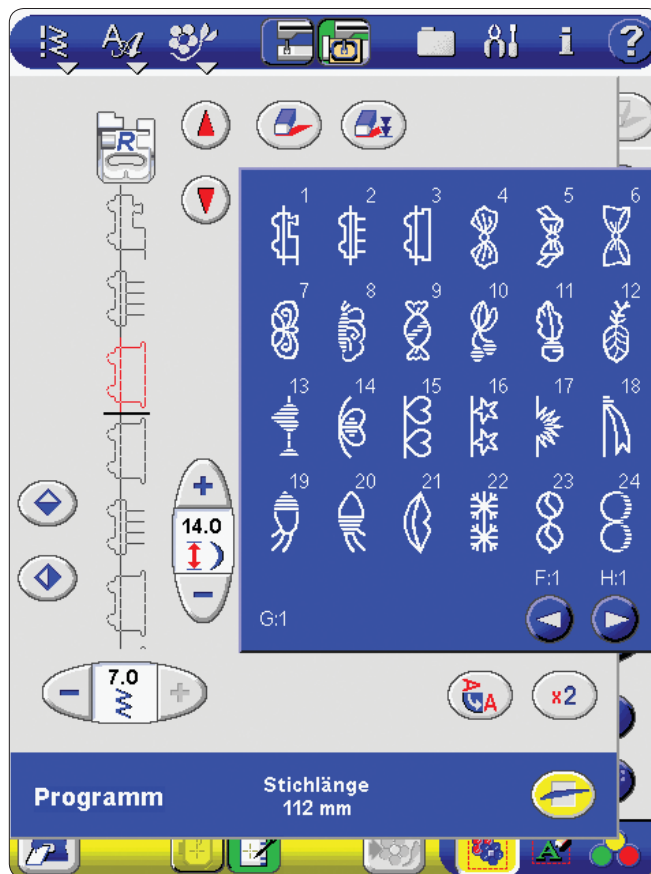 i ?
R
1 2 3 4 5 6
7 8 9 10 11 12
13 14 15 16 17 18
19 20 21 22 23 24
+
14.0
−
F:1 H:1
G:1
− 7.0 +
A A x2
Programm
Stichlänge
112 mm
A